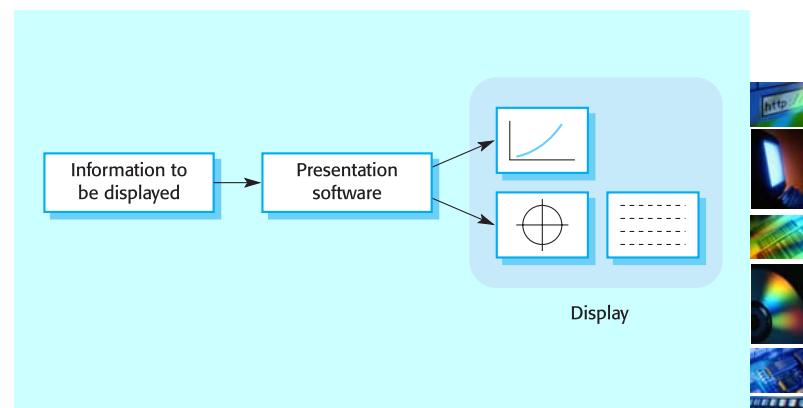 Information to
be displayed
Presentation
software
Display
http://